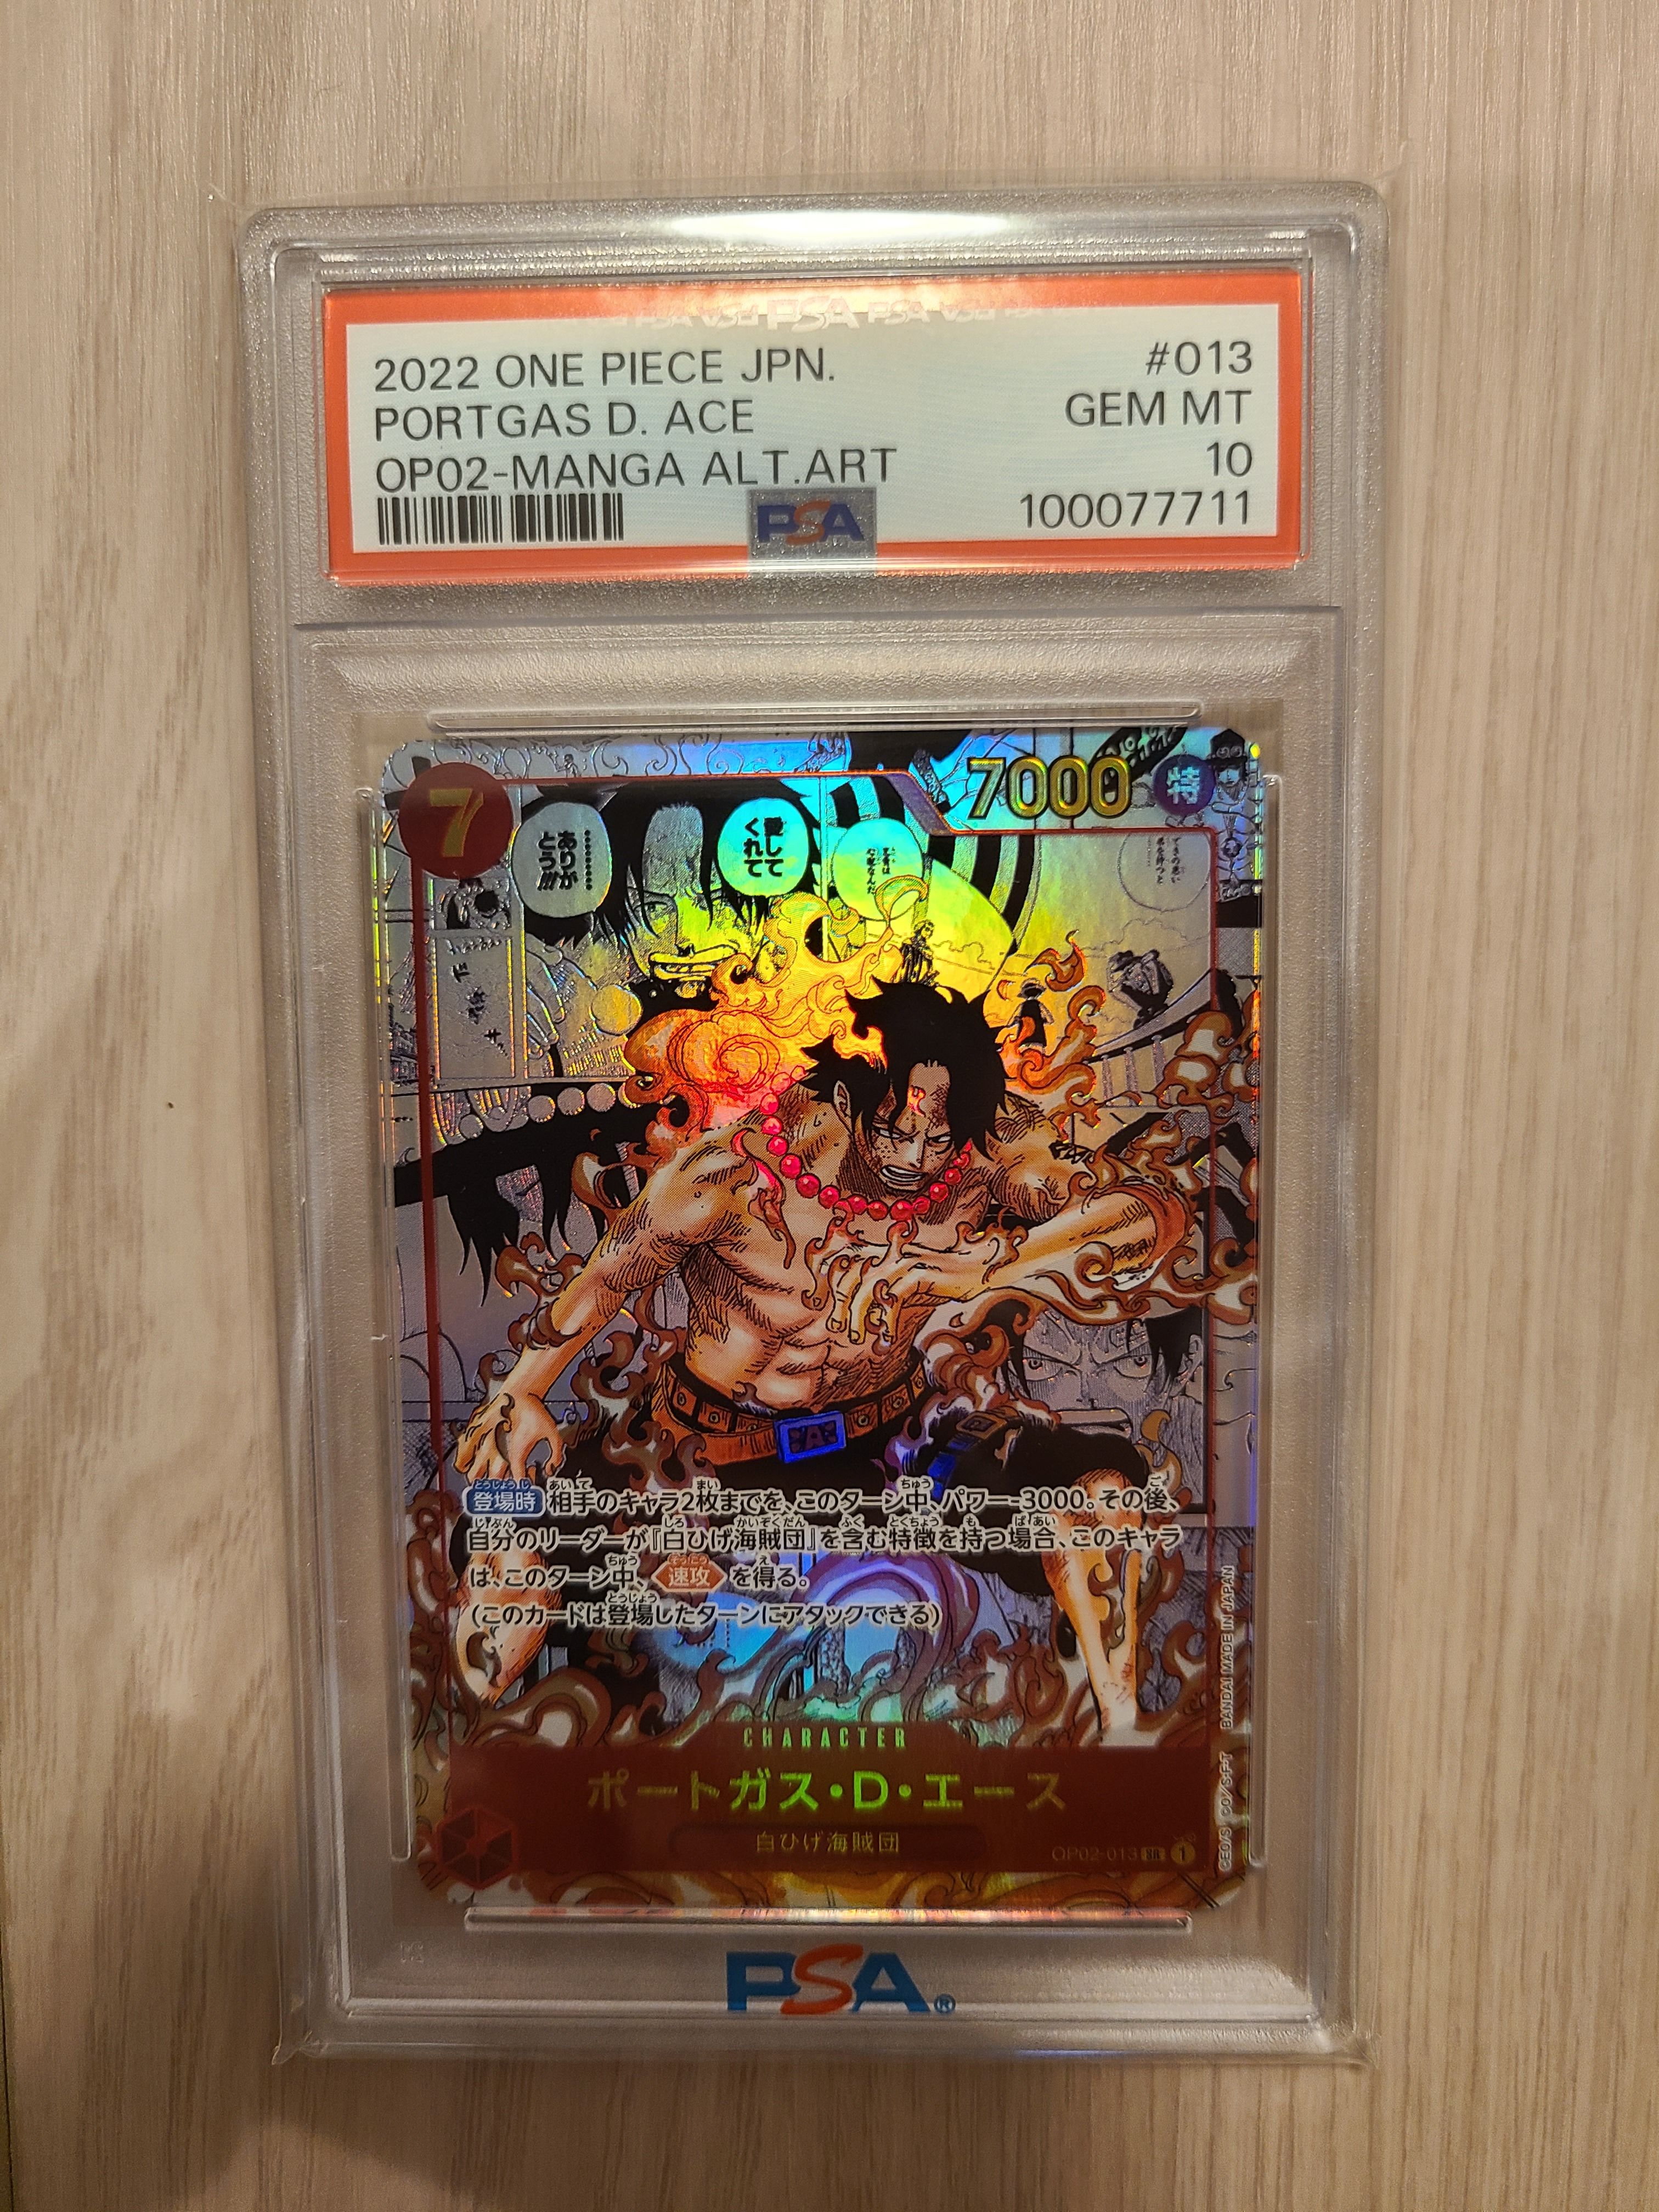 2022 ONE PIECE JPN. #013
PORTGAS D. ACE GEM MT
OP02-MANGA ALT.ART 10
PSA 100077711
7
7000 特
愛して
くれて
………
ありが
とう!!!
登場時 相手のキャラ2枚までを、このターン中、パワー-3000。その後、
自分のリーダーが『白ひげ海賊団』を含む特徴を持つ場合、このキャラ
は、このターン中、速攻を得る。
(このカードは登場したターンにアタックできる)
CHARACTER
ポートガス・D・エース
白ひげ海賊団
OP02-013 SR 1
BANDAI MADE IN JAPAN
PSA®